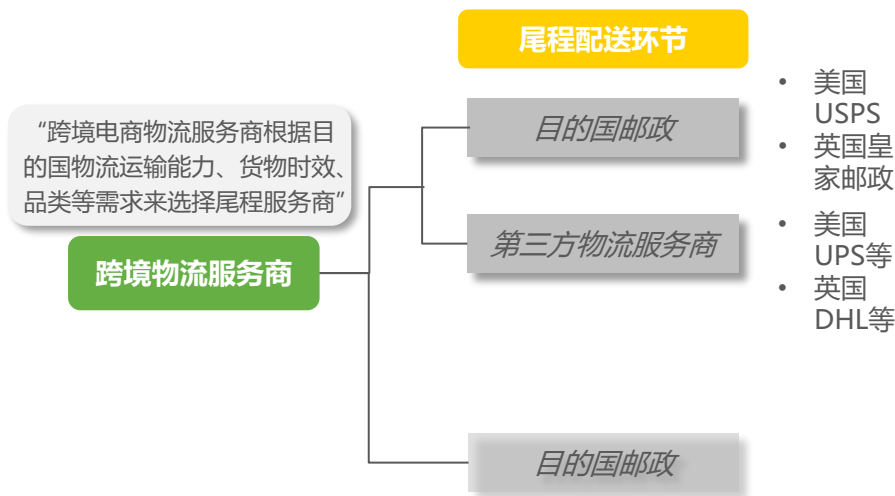 尾程配送环节
“跨境电商物流服务商根据目
的国物流运输能力、货物时效、
品类等需求来选择尾程服务商”
跨境物流服务商
目的国邮政
• 美国
USPS
• 英国皇
家邮政
第三方物流服务商
• 美国
UPS等
• 英国
DHL等
目的国邮政